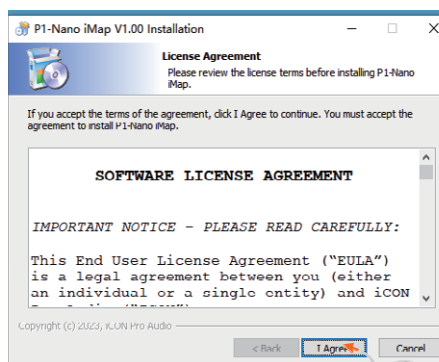 P1-Nano iMap V1.00 Installation
License Agreement
Please review the license terms before installing P1-Nano
iMap.
If you accept the terms of the agreement, click I Agree to continue. You must accept the
agreement to install P1-Nano iMap.
SOFTWARE LICENSE AGREEMENT
IMPORTANT NOTICE – PLEASE READ CAREFULLY:
This End User License Agreement (“EULA”)
is a legal agreement between you (either
an individual or a single entity) and iCON
Copyright (c) 2023, iCON Pro Audio
< Back
I Agree
Cancel